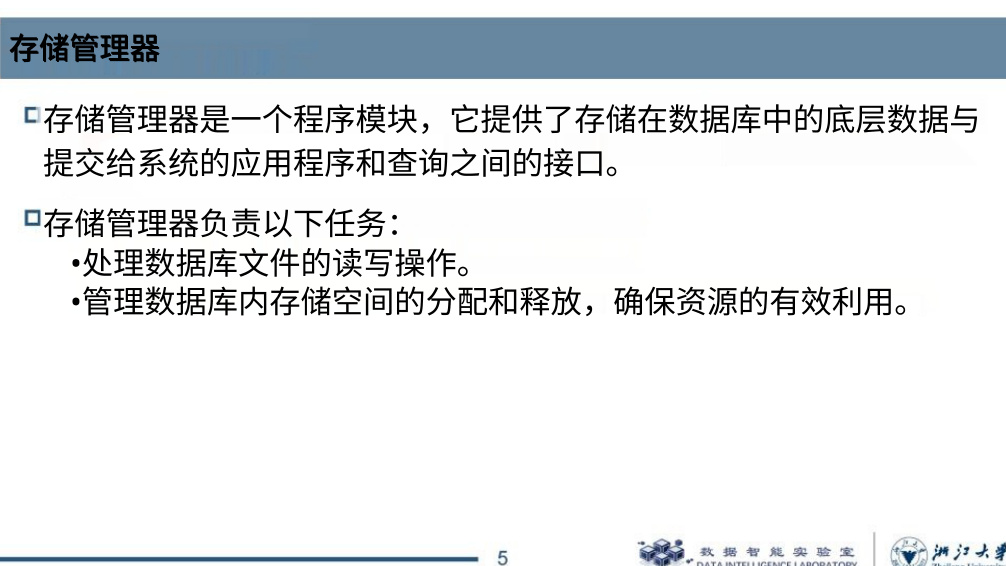 存储管理器
存储管理器是一个程序模块，它提供了存储在数据库中的底层数据与
提交给系统的应用程序和查询之间的接口。
存储管理器负责以下任务：
•处理数据库文件的读写操作。
•管理数据库内存储空间的分配和释放，确保资源的有效利用。
5
数据智能实验室
DATA INTELLIGENCE LABORATORY
浙江大学